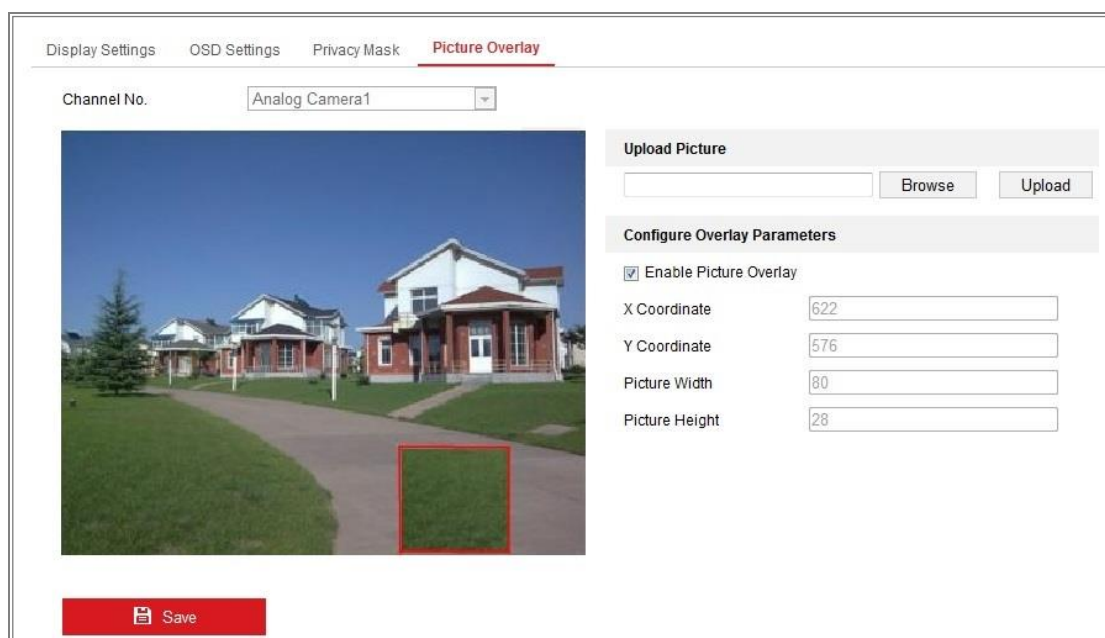 Display Settings OSD Settings Privacy Mask Picture Overlay
Channel No. Analog Camera1
Upload Picture
Browse Upload
Configure Overlay Parameters
Enable Picture Overlay
X Coordinate 622
Y Coordinate 576
Picture Width 80
Picture Height 28
Save